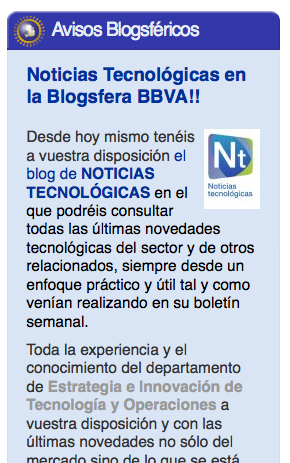 Avisos Blogsféricos
Noticias Tecnológicas en
la Blogsfera BBVA!!
Desde hoy mismo tenéis
a vuestra disposición el
blog de NOTICIAS
TECNOLÓGICAS en el
que podréis consultar
Nt
Noticias
tecnológicas
todas las últimas novedades
tecnológicas del sector y de otros
relacionados, siempre desde un
enfoque práctico y útil tal y como
venían realizando en su boletín
semanal.
Toda la experiencia y el
conocimiento del departamento
de Estrategia e Innovación de
Tecnología y Operaciones a
vuestra disposición y con las
últimas novedades no sólo del
mercado sino de lo que se está